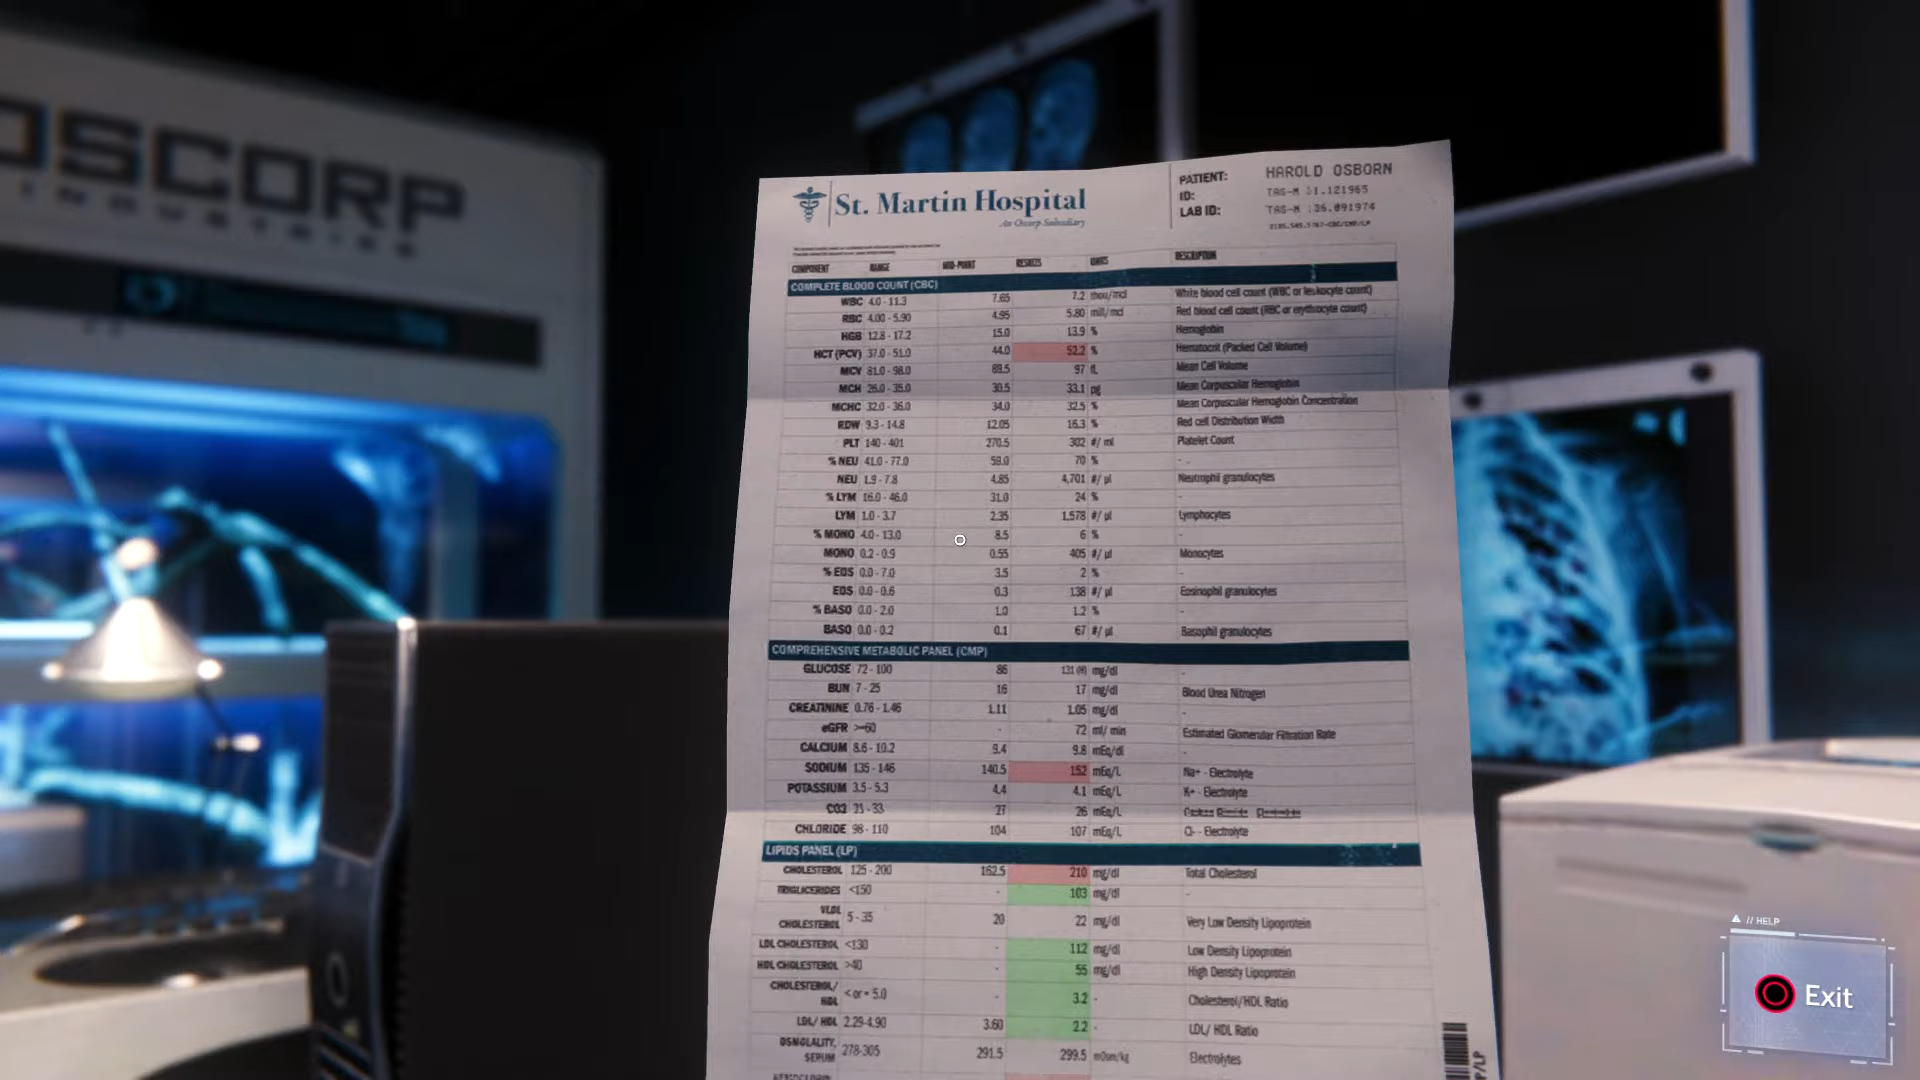 OSCORP
INDUSTRIES
St. Martin Hospital
An Oscorp Subsidiary
PATIENT: HAROLD OSBORN
ID: TAG-M :1.121965
LAB ID: TAG-M :36.091974
COMPONENT RANGE MID-POINT RESULTS UNITS DESCRIPTION
COMPLETE BLOOD COUNT (CBC)
WBC 4.0 - 11.3 7.65 7.2 thou/mcl White blood cell count (WBC or leukocyte count)
RBC 4.00 - 5.90 4.95 5.80 mill/mcl Red blood cell count (RBC or erythrocyte count)
HGB 12.8 - 17.2 15.0 13.9 % Hemoglobin
HCT (PCV) 37.0 - 51.0 44.0 52.2 % Hematocrit (Packed Cell Volume)
MCV 81.0 - 98.0 89.5 97 fL Mean Cell Volume
MCH 26.0 - 35.0 30.5 33.1 pg Mean Corpuscular Hemoglobin
MCHC 32.0 - 36.0 34.0 32.5 % Mean Corpuscular Hemoglobin Concentration
RDW 9.3 - 14.8 12.05 16.3 % Red cell Distribution Width
PLT 140 - 401 270.5 302 #/ ml Platelet Count
% NEU 41.0 - 77.0 59.0 70 % -
NEU 1.9 - 7.8 4.85 4,701 #/ µl Neutrophil granulocytes
% LYM 16.0 - 46.0 31.0 24 % -
LYM 1.0 - 3.7 2.35 1,578 #/ µl Lymphocytes
% MONO 4.0 - 13.0 8.5 6 % -
MONO 0.2 - 0.9 0.55 405 #/ µl Monocytes
% EOS 0.0 - 7.0 3.5 2 % -
EOS 0.0 - 0.6 0.3 138 #/ µl Eosinophil granulocytes
% BASO 0.0 - 2.0 1.0 1.2 % -
BASO 0.0 - 0.2 0.1 67 #/ µl Basophil granulocytes
COMPREHENSIVE METABOLIC PANEL (CMP)
GLUCOSE 72 - 100 86 131 (H) mg/dl -
BUN 7 - 25 16 17 mg/dl Blood Urea Nitrogen
CREATININE 0.76 - 1.46 1.11 1.05 mg/dl -
eGFR >=60 - 72 ml/ min Estimated Glomerular Filtration Rate
CALCIUM 8.6 - 10.2 9.4 9.8 mEq/dl -
SODIUM 135 - 146 140.5 152 mEq/L Na+ - Electrolyte
POTASSIUM 3.5 - 5.3 4.4 4.1 mEq/L K+ - Electrolyte
CO2 21 - 33 27 26 mEq/L Carbon Dioxide - Electrolyte
CHLORIDE 98 - 110 104 107 mEq/L Cl- - Electrolyte
LIPIDS PANEL (LP)
CHOLESTEROL 125 - 200 162.5 210 mg/dl Total Cholesterol
TRIGLICERIDES <150 - 103 mg/dl -
VLDL CHOLESTEROL 5 - 35 20 22 mg/dl Very Low Density Lipoprotein
LDL CHOLESTEROL <130 - 112 mg/dl Low Density Lipoprotein
HDL CHOLESTEROL >40 - 55 mg/dl High Density Lipoprotein
CHOLESTEROL/ HDL < or = 5.0 - 3.2 - Cholesterol/HDL Ratio
LDL/ HDL 2.29-4.90 3.60 2.2 - LDL/ HDL Ratio
OSMOLALITY, SERUM 278-305 291.5 299.5 mOsm/kg Electrolytes
P/LP
// HELP
Exit